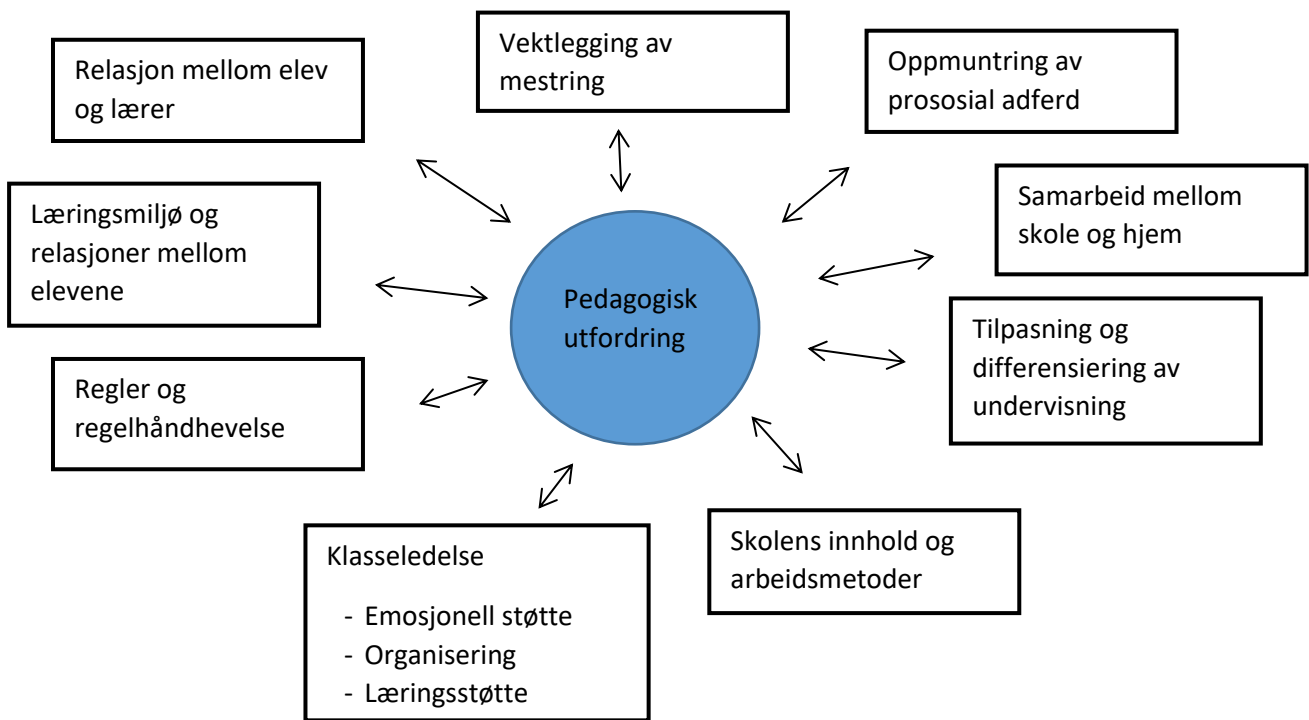 Relasjon mellom elev
og lærer
Vektlegging av
mestring
Oppmuntring av
prososial adferd
Læringsmiljø og
relasjoner mellom
elevene
Samarbeid mellom
skole og hjem
Pedagogisk
utfordring
Tilpasning og
differensiering av
undervisning
Regler og
regelhåndhevelse
Klasseledelse
- Emosjonell støtte
- Organisering
- Læringsstøtte
Skolens innhold og
arbeidsmetoder